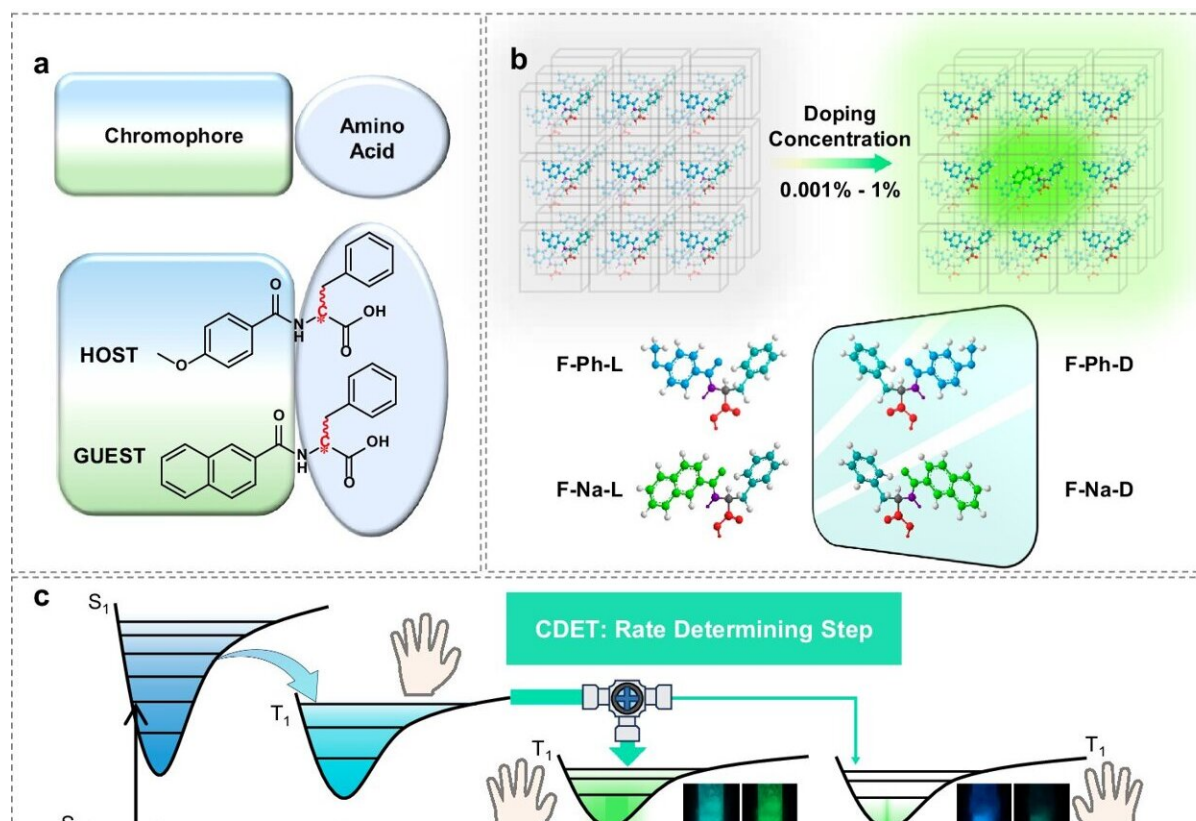 a
Chromophore
Amino
Acid
HOST
O
N
H
C
*
OH
O
O
GUEST
O
N
H
C
*
OH
O
b
Doping
Concentration
0.001% - 1%
F-Ph-L
F-Ph-D
F-Na-L
F-Na-D
c
S1
CDET: Rate Determining Step
T1
T1
T1